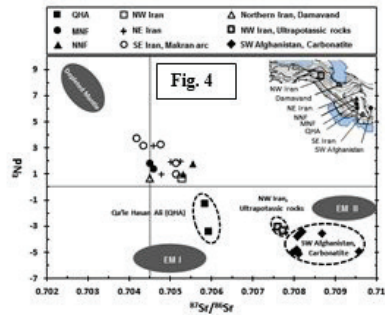 QHA NW Iran Northern Iran, Damavand
MNF NE Iran NW Iran, Ultrapotassic rocks
NNF SE Iran, Makran arc SW Afghanistan, Carbonatite
Fig. 4
9
7
5
3
1
-1
-3
-5
-7
εNd
Depleted Mantle
NW Iran
Damavand
NE Iran
NNF
MNF
QHA
SE Iran
SW Afghanistan
Qal'e Hasan Ali (QHA)
NW Iran,
Ultrapotassic rocks
EM II
EM I
SW Afghanistan,
Carbonatite
0.702 0.703 0.704 0.705 0.706 0.707 0.708 0.709 0.71
⁸⁷Sr/⁸⁶Sr